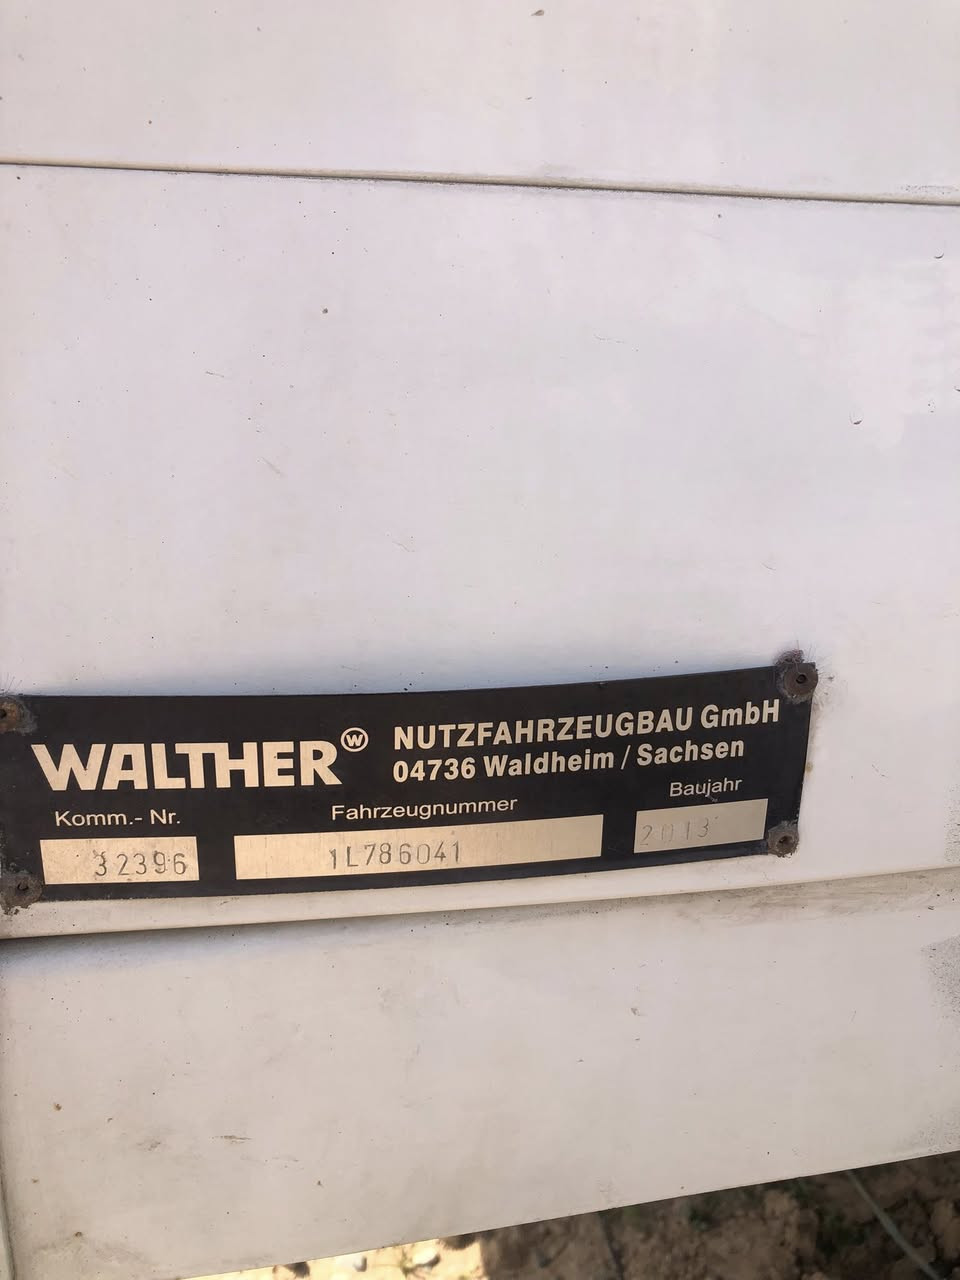 WALTHER W
NUTZFAHRZEUGBAU GmbH
04736 Waldheim / Sachsen
Komm.- Nr. Fahrzeugnummer Baujahr
32396 1L786041 2013